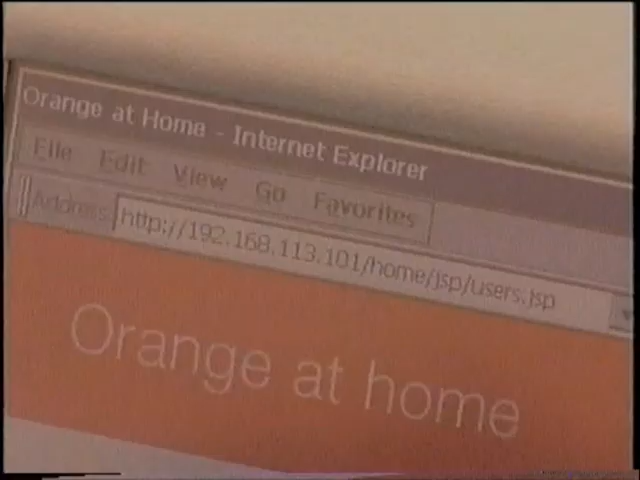 Orange at Home - Internet Explorer
File Edit View Go Favorites
Address http://192.168.113.101/home/jsp/users.jsp
Orange at home